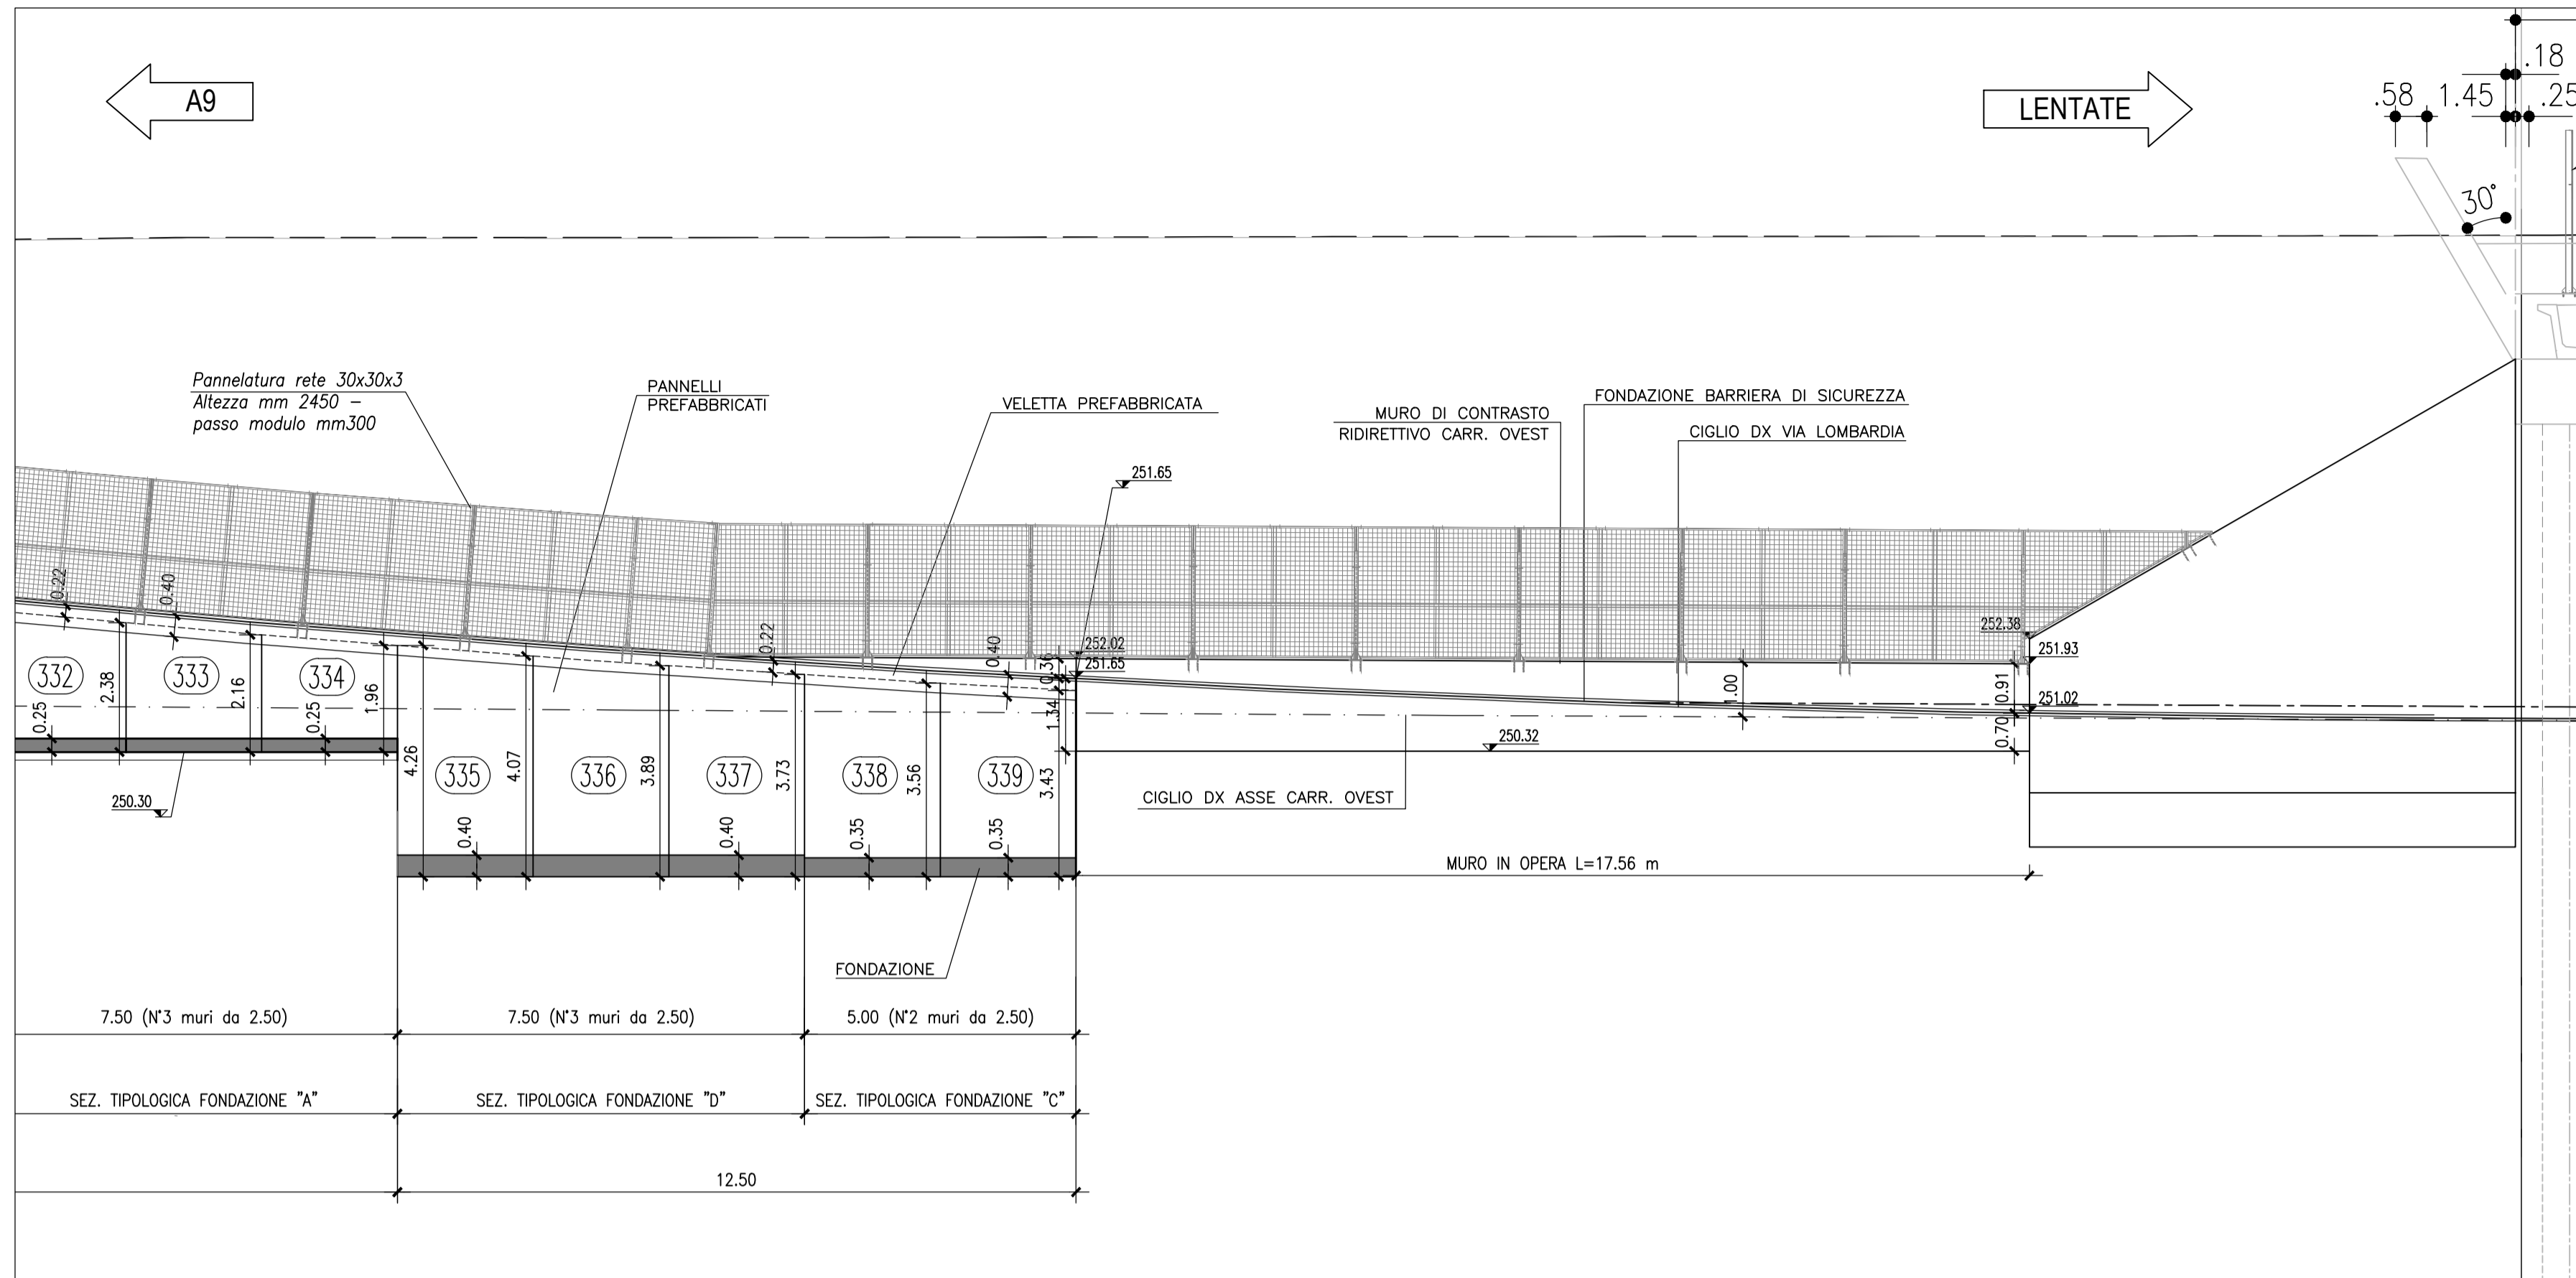 A9
LENTATE
.18
.58
1.45
.25
30°
Pannelatura rete 30x30x3
Altezza mm 2450 –
passo modulo mm300
PANNELLI
PREFABBRICATI
VELETTA PREFABBRICATA
MURO DI CONTRASTO
RIDIRETTIVO CARR. OVEST
FONDAZIONE BARRIERA DI SICUREZZA
CIGLIO DX VIA LOMBARDIA
251.65
0.22
0.40
0.22
0.40
0.36
252.02
251.65
252.38
251.93
332
2.38
333
2.16
334
1.96
1.34
1.00
0.91
251.02
0.25
0.25
0.70
250.32
4.26
335
4.07
336
3.89
337
3.73
338
3.56
339
3.43
250.30
CIGLIO DX ASSE CARR. OVEST
0.40
0.40
0.35
0.35
MURO IN OPERA L=17.56 m
FONDAZIONE
7.50 (N°3 muri da 2.50)
7.50 (N°3 muri da 2.50)
5.00 (N°2 muri da 2.50)
SEZ. TIPOLOGICA FONDAZIONE "A"
SEZ. TIPOLOGICA FONDAZIONE "D"
SEZ. TIPOLOGICA FONDAZIONE "C"
12.50